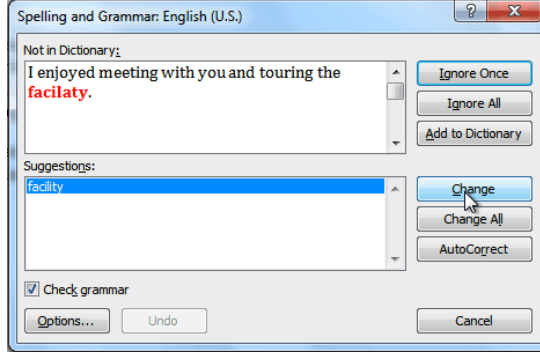 Spelling and Grammar: English (U.S.)
Not in Dictionary:
I enjoyed meeting with you and touring the
facilaty.
Ignore Once
Ignore All
Add to Dictionary
Suggestions:
facility
Change
Change All
AutoCorrect
Check grammar
Options...
Undo
Cancel